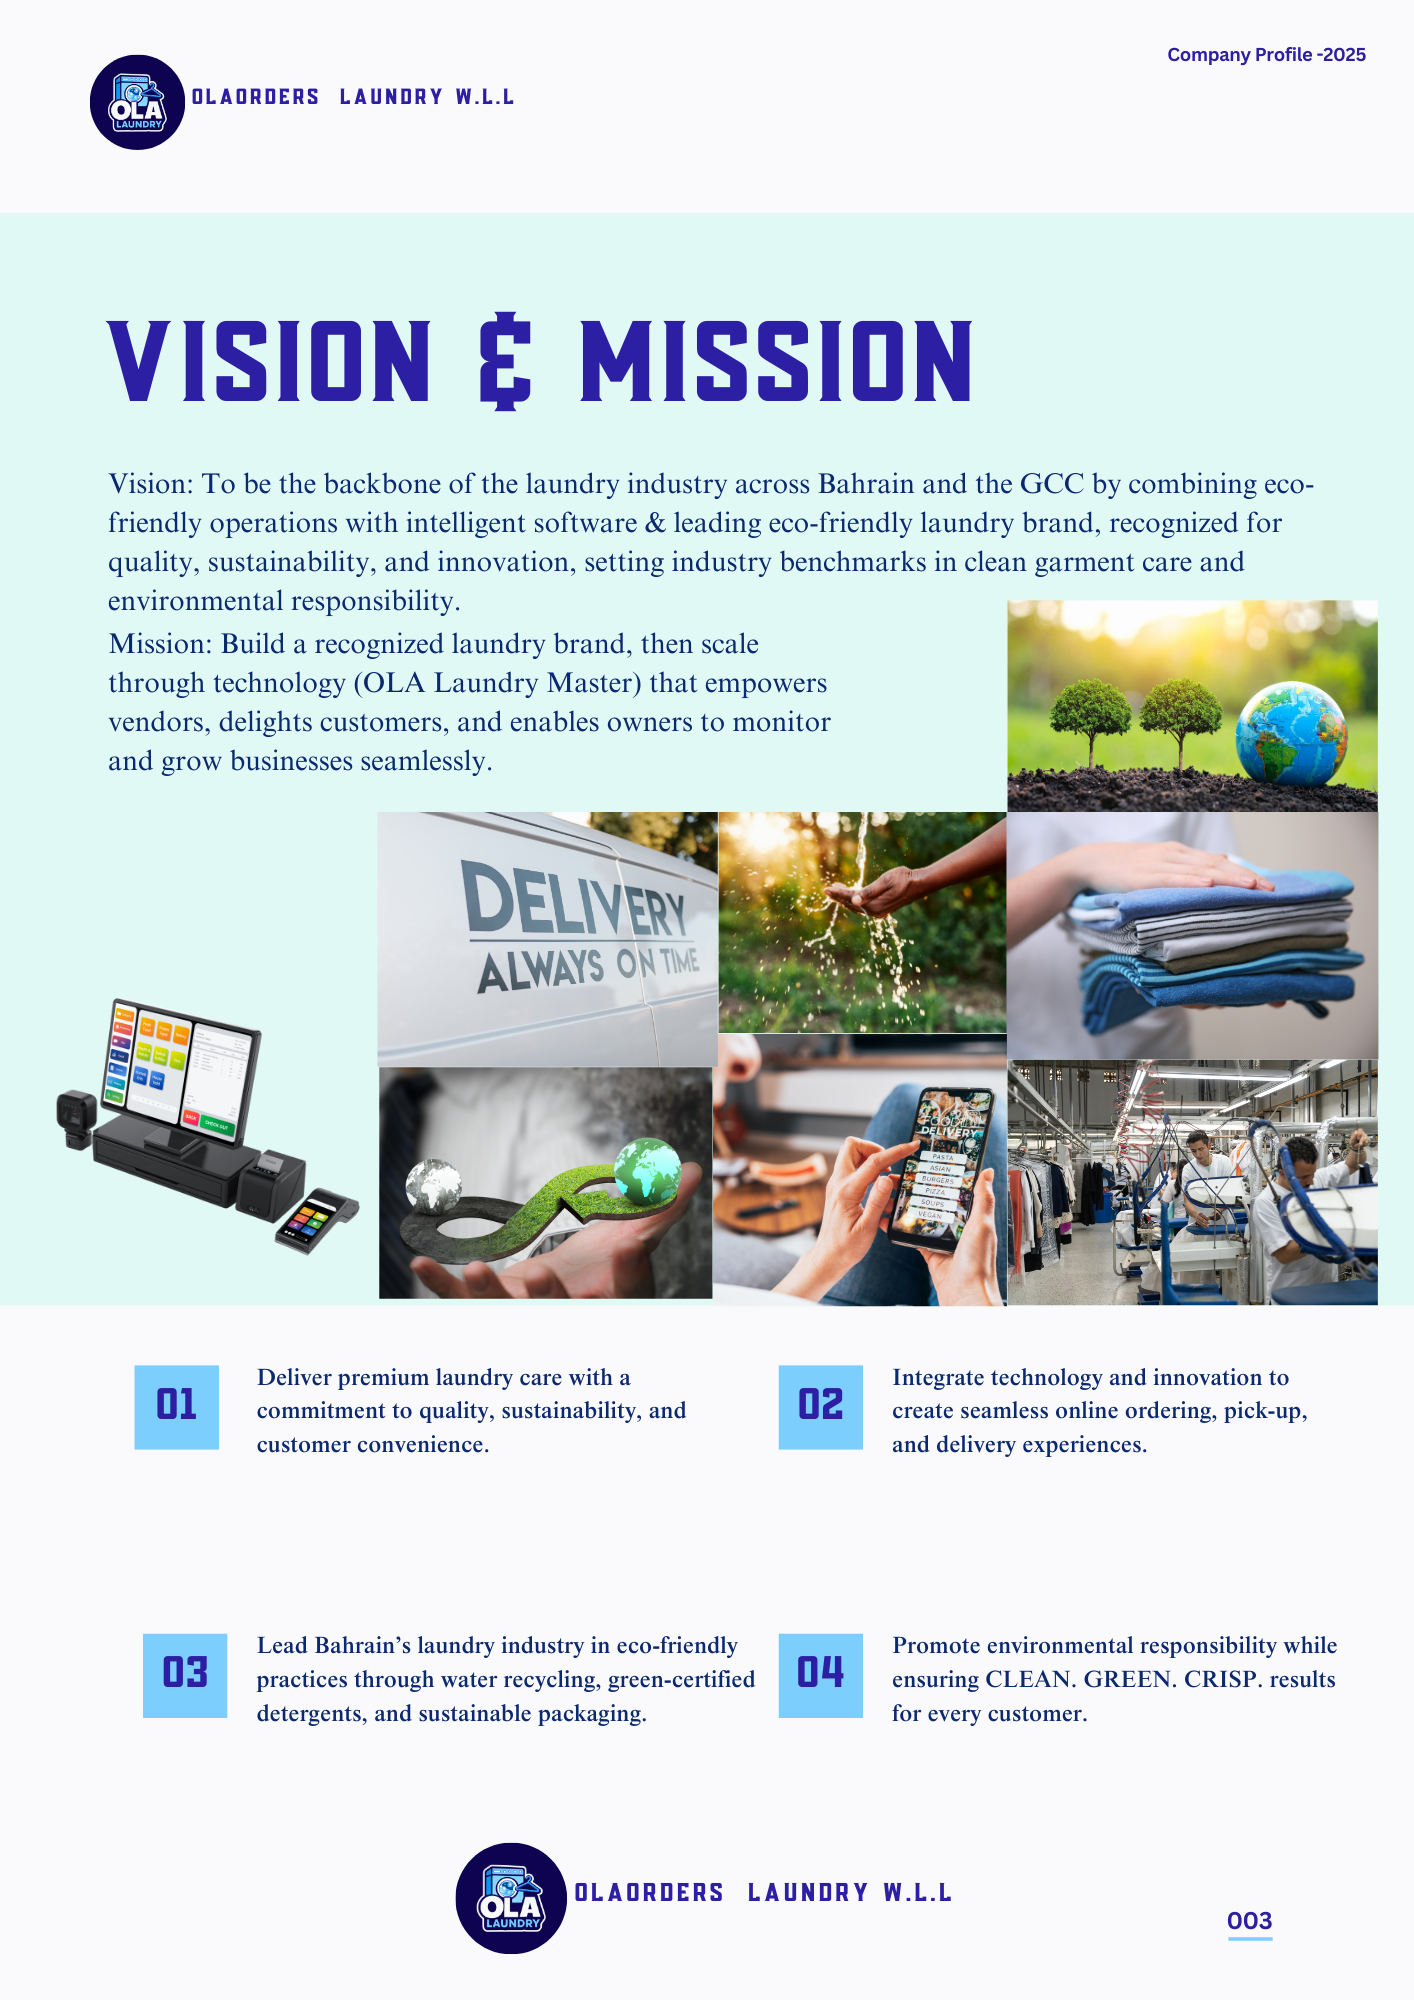 Company Profile -2025
OLA
LAUNDRY
OLAORDERS LAUNDRY W.L.L
VISION & MISSION
Vision: To be the backbone of the laundry industry across Bahrain and the GCC by combining eco-
friendly operations with intelligent software & leading eco-friendly laundry brand, recognized for
quality, sustainability, and innovation, setting industry benchmarks in clean garment care and
environmental responsibility.
Mission: Build a recognized laundry brand, then scale
through technology (OLA Laundry Master) that empowers
vendors, delights customers, and enables owners to monitor
and grow businesses seamlessly.
DELIVERY
ALWAYS ON TIME
BACK
CHECK OUT
FOOD
DELIVERY
PASTA
ASIAN
BURGERS
PIZZA
SOUPS
VEGAN
01
Deliver premium laundry care with a
commitment to quality, sustainability, and
customer convenience.
02
Integrate technology and innovation to
create seamless online ordering, pick-up,
and delivery experiences.
03
Lead Bahrain’s laundry industry in eco-friendly
practices through water recycling, green-certified
detergents, and sustainable packaging.
04
Promote environmental responsibility while
ensuring CLEAN. GREEN. CRISP. results
for every customer.
OLA
LAUNDRY
OLAORDERS LAUNDRY W.L.L
003